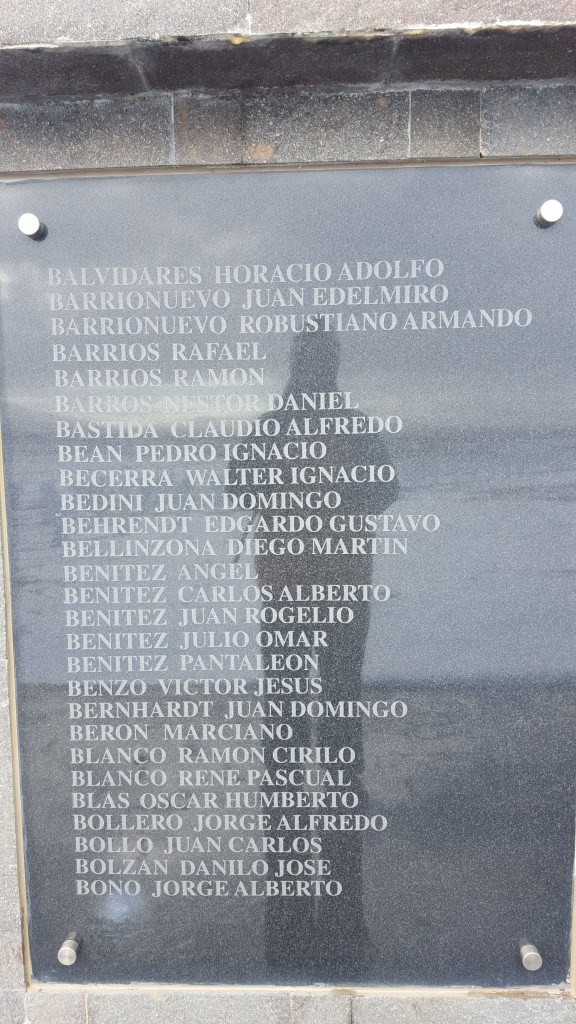 BALVIDARES HORACIO ADOLFO
BARRIONUEVO JUAN EDELMIRO
BARRIONUEVO ROBUSTIANO ARMANDO
BARRIOS RAFAEL
BARRIOS RAMON
BARROS NESTOR DANIEL
BASTIDA CLAUDIO ALFREDO
BEAN PEDRO IGNACIO
BECERRA WALTER IGNACIO
BEDINI JUAN DOMINGO
BEHRENDT EDGARDO GUSTAVO
BELLINZONA DIEGO MARTIN
BENITEZ ANGEL
BENITEZ CARLOS ALBERTO
BENITEZ JUAN ROGELIO
BENITEZ JULIO OMAR
BENITEZ PANTALEON
BENZO VICTOR JESUS
BERNHARDT JUAN DOMINGO
BERON MARCIANO
BLANCO RAMON CIRILO
BLANCO RENE PASCUAL
BLAS OSCAR HUMBERTO
BOLLERO JORGE ALFREDO
BOLLO JUAN CARLOS
BOLZAN DANILO JOSE
BONO JORGE ALBERTO